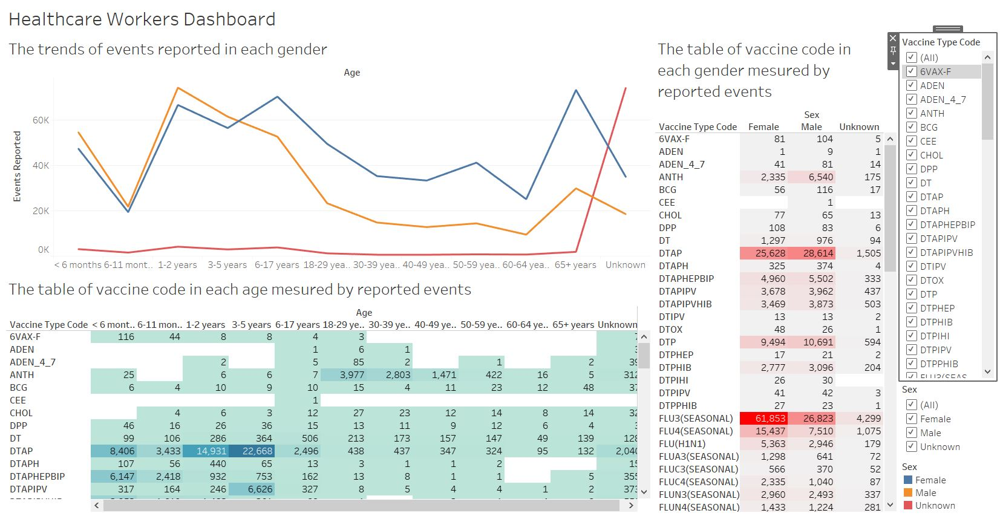 Healthcare Workers Dashboard
The trends of events reported in each gender
Age
Events Reported
60K
40K
20K
0K
< 6 months 6-11 mont.. 1-2 years 3-5 years 6-17 years 18-29 yea.. 30-39 yea.. 40-49 yea.. 50-59 yea.. 60-64 yea.. 65+ years Unknown
The table of vaccine code in each age mesured by reported events
Age
Vaccine Type Code < 6 mont.. 6-11 mon.. 1-2 years 3-5 years 6-17 years 18-29 ye.. 30-39 ye.. 40-49 ye.. 50-59 ye.. 60-64 ye.. 65+ years Unknown
6VAX-F 116 44 8 8 4 3
ADEN 1 6 1
ADEN_4_7 2 5 85 2 1 2 39
ANTH 25 6 6 7 3,977 2,803 1,471 422 16 5 312
BCG 6 4 10 9 10 15 4 11 23 12 48 37
CEE 1
CHOL 4 6 3 12 27 23 12 14 8 14 32
DPP 46 16 26 36 15 13 11 9 12 6 4
DT 99 106 286 364 506 213 173 157 147 49 139 128
DTAP 8,406 3,433 14,931 22,668 2,496 438 437 347 324 95 132 2,040
DTAPH 107 56 440 65 13 3 1 1 2 15
DTAPHEPBIP 6,147 2,418 932 753 162 13 8 1 1 5 355
DTAPIPV 317 164 246 6,626 327 8 5 4 4 1 2 373
The table of vaccine code in
each gender mesured by
reported events
Sex
Vaccine Type Code Female Male Unknown
6VAX-F 81 104 5
ADEN 1 9 1
ADEN_4_7 41 81 14
ANTH 2,335 6,540 175
BCG 56 116 17
CEE 1
CHOL 77 65 13
DPP 108 83 6
DT 1,297 976 94
DTAP 25,628 28,614 1,505
DTAPH 325 374 4
DTAPHEPBIP 4,960 5,502 333
DTAPIPV 3,678 3,962 437
DTAPIPVHIB 3,469 3,873 503
DTIPV 13 13 2
DTOX 48 26 1
DTP 9,494 10,691 594
DTPHEP 17 21 2
DTPHIB 2,777 3,096 204
DTPIHI 26 30
DTPIPV 41 42 3
DTPPHIB 27 23 1
FLU3(SEASONAL) 61,853 26,823 4,299
FLU4(SEASONAL) 15,437 7,510 1,075
FLU(H1N1) 5,363 2,946 179
FLUA3(SEASONAL) 1,298 641 72
FLUC3(SEASONAL) 566 370 52
FLUC4(SEASONAL) 2,335 1,040 87
FLUN3(SEASONAL) 2,960 2,493 337
FLUN4(SEASONAL) 1,433 1,224 281
Vaccine Type Code
(All)
6VAX-F
ADEN
ADEN_4_7
ANTH
BCG
CEE
CHOL
DPP
DT
DTAP
DTAPH
DTAPHEPBIP
DTAPIPV
DTAPIPVHIB
DTIPV
DTOX
DTP
DTPHEP
DTPHIB
DTPIHI
DTPIPV
DTPPHIB
Sex
(All)
Female
Male
Unknown
Sex
Female
Male
Unknown